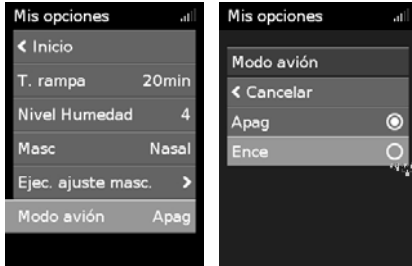 Mis opciones
< Inicio
T. rampa 20min
Nivel Humedad 4
Masc Nasal
Ejec. ajuste masc. >
Modo avión Apag
Mis opciones
Modo avión
< Cancelar
Apag
Ence